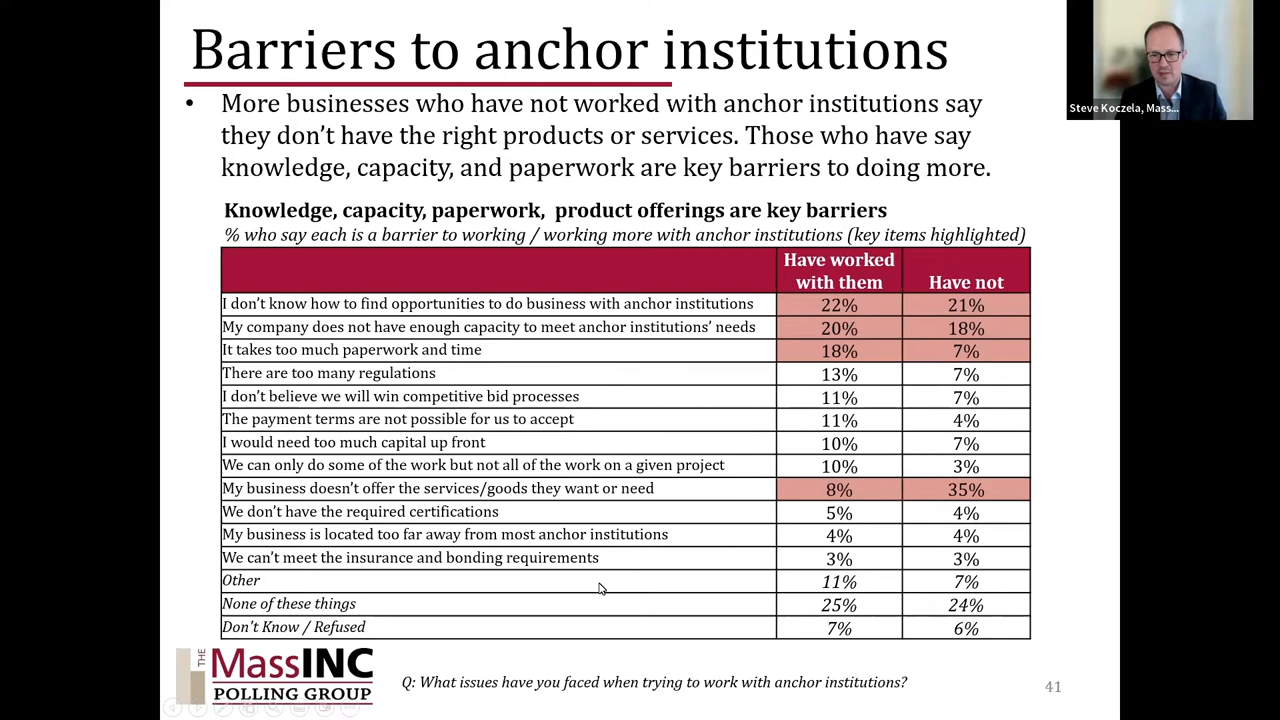 Barriers to anchor institutions
Steve Koczela, Mass...
• More businesses who have not worked with anchor institutions say
they don’t have the right products or services. Those who have say
knowledge, capacity, and paperwork are key barriers to doing more.
Knowledge, capacity, paperwork, product offerings are key barriers
% who say each is a barrier to working / working more with anchor institutions (key items highlighted)
Have worked
with them Have not
I don’t know how to find opportunities to do business with anchor institutions 22% 21%
My company does not have enough capacity to meet anchor institutions’ needs 20% 18%
It takes too much paperwork and time 18% 7%
There are too many regulations 13% 7%
I don’t believe we will win competitive bid processes 11% 7%
The payment terms are not possible for us to accept 11% 4%
I would need too much capital up front 10% 7%
We can only do some of the work but not all of the work on a given project 10% 3%
My business doesn’t offer the services/goods they want or need 8% 35%
We don’t have the required certifications 5% 4%
My business is located too far away from most anchor institutions 4% 4%
We can’t meet the insurance and bonding requirements 3% 3%
Other 11% 7%
None of these things 25% 24%
Don't Know / Refused 7% 6%
THE
MassINC
POLLING GROUP
Q: What issues have you faced when trying to work with anchor institutions?
41